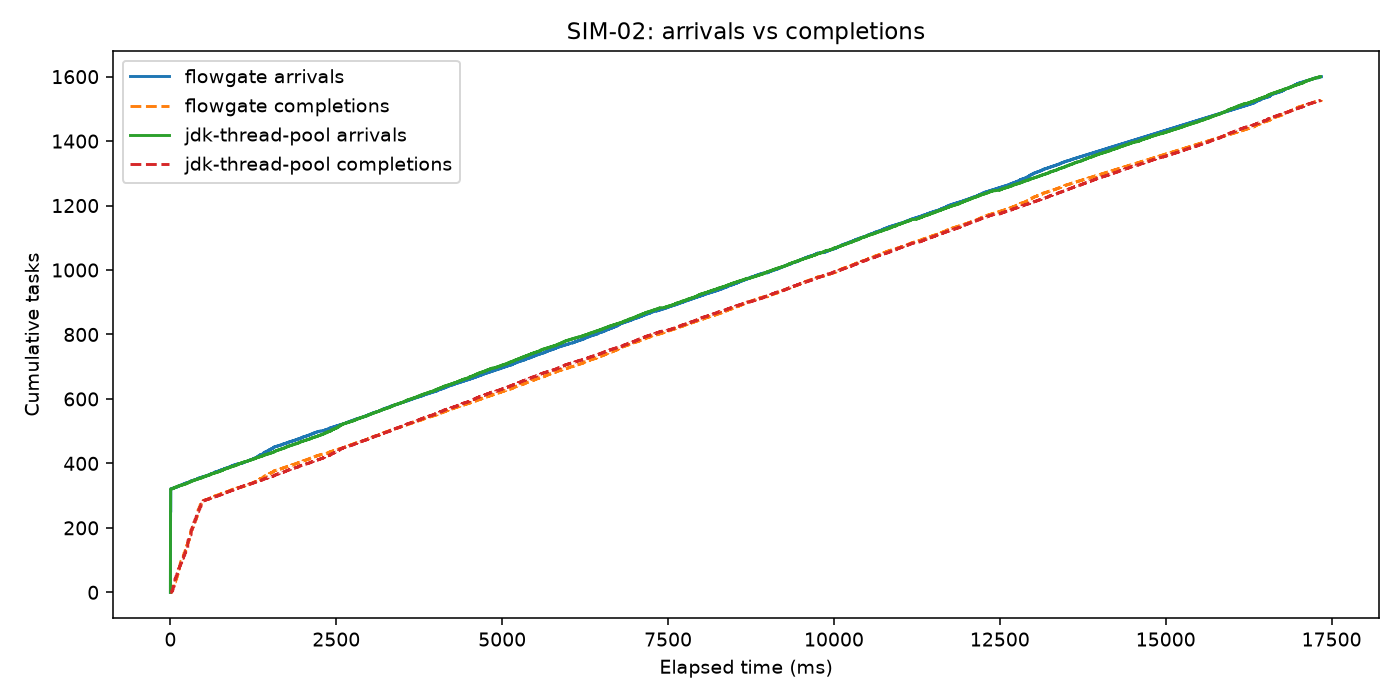 SIM-02: arrivals vs completions
flowgate arrivals
flowgate completions
jdk-thread-pool arrivals
jdk-thread-pool completions
1600
1400
1200
1000
800
600
400
200
0
Cumulative tasks
0 2500 5000 7500 10000 12500 15000 17500
Elapsed time (ms)